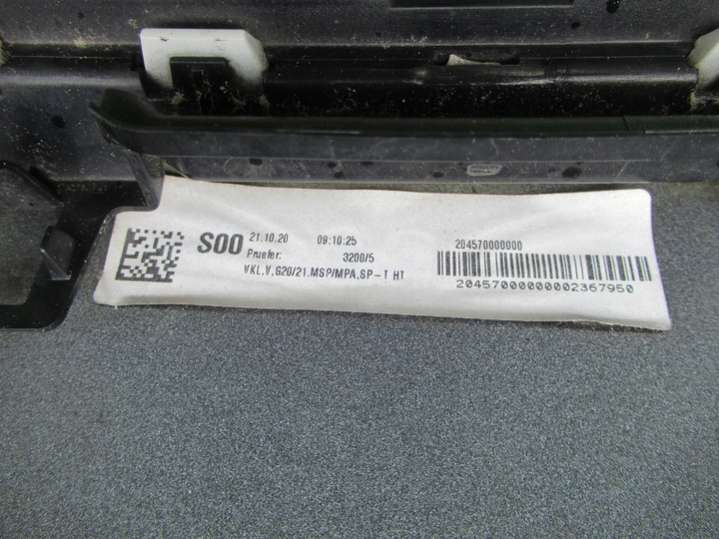 S00 21.10.20 09:10:25
Pruefer: 3200/5
VKL,V,G20/21,MSP/MPA,SP-T HT
204570000000
20457000000002367950